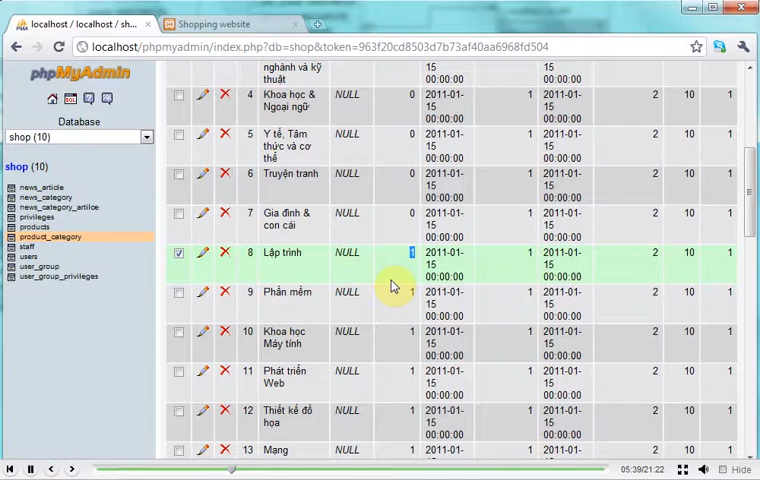 localhost / localhost / sho...
Shopping website
localhost/phpmyadmin/index.php?db=shop&token=963f20cd8503d7b73af40aa6968fd504
phpMyAdmin
SQL
Database
shop (10)
shop (10)
news_article
news_category
news_category_artilce
privileges
products
product_category
staff
users
user_group
user_group_privileges
nghành và kỹ thuật 15 00:00:00 15 00:00:00
4 Khoa học & Ngoại ngữ NULL 0 2011-01-15 00:00:00 1 2011-01-15 00:00:00 2 10 1
5 Y tế, Tâm thức và cơ thể NULL 0 2011-01-15 00:00:00 1 2011-01-15 00:00:00 2 10 1
6 Truyện tranh NULL 0 2011-01-15 00:00:00 1 2011-01-15 00:00:00 2 10 1
7 Gia đình & con cái NULL 0 2011-01-15 00:00:00 1 2011-01-15 00:00:00 2 10 1
8 Lập trình NULL 1 2011-01-15 00:00:00 1 2011-01-15 00:00:00 2 10 1
9 Phần mềm NULL 1 2011-01-15 00:00:00 1 2011-01-15 00:00:00 2 10 1
10 Khoa học Máy tính NULL 1 2011-01-15 00:00:00 1 2011-01-15 00:00:00 2 10 1
11 Phát triển Web NULL 1 2011-01-15 00:00:00 1 2011-01-15 00:00:00 2 10 1
12 Thiết kế đồ họa NULL 1 2011-01-15 00:00:00 1 2011-01-15 00:00:00 2 10 1
13 Mạng NULL 1 2011-01- 1 2011-01- 2 10 1
05:39/21:22
Hide